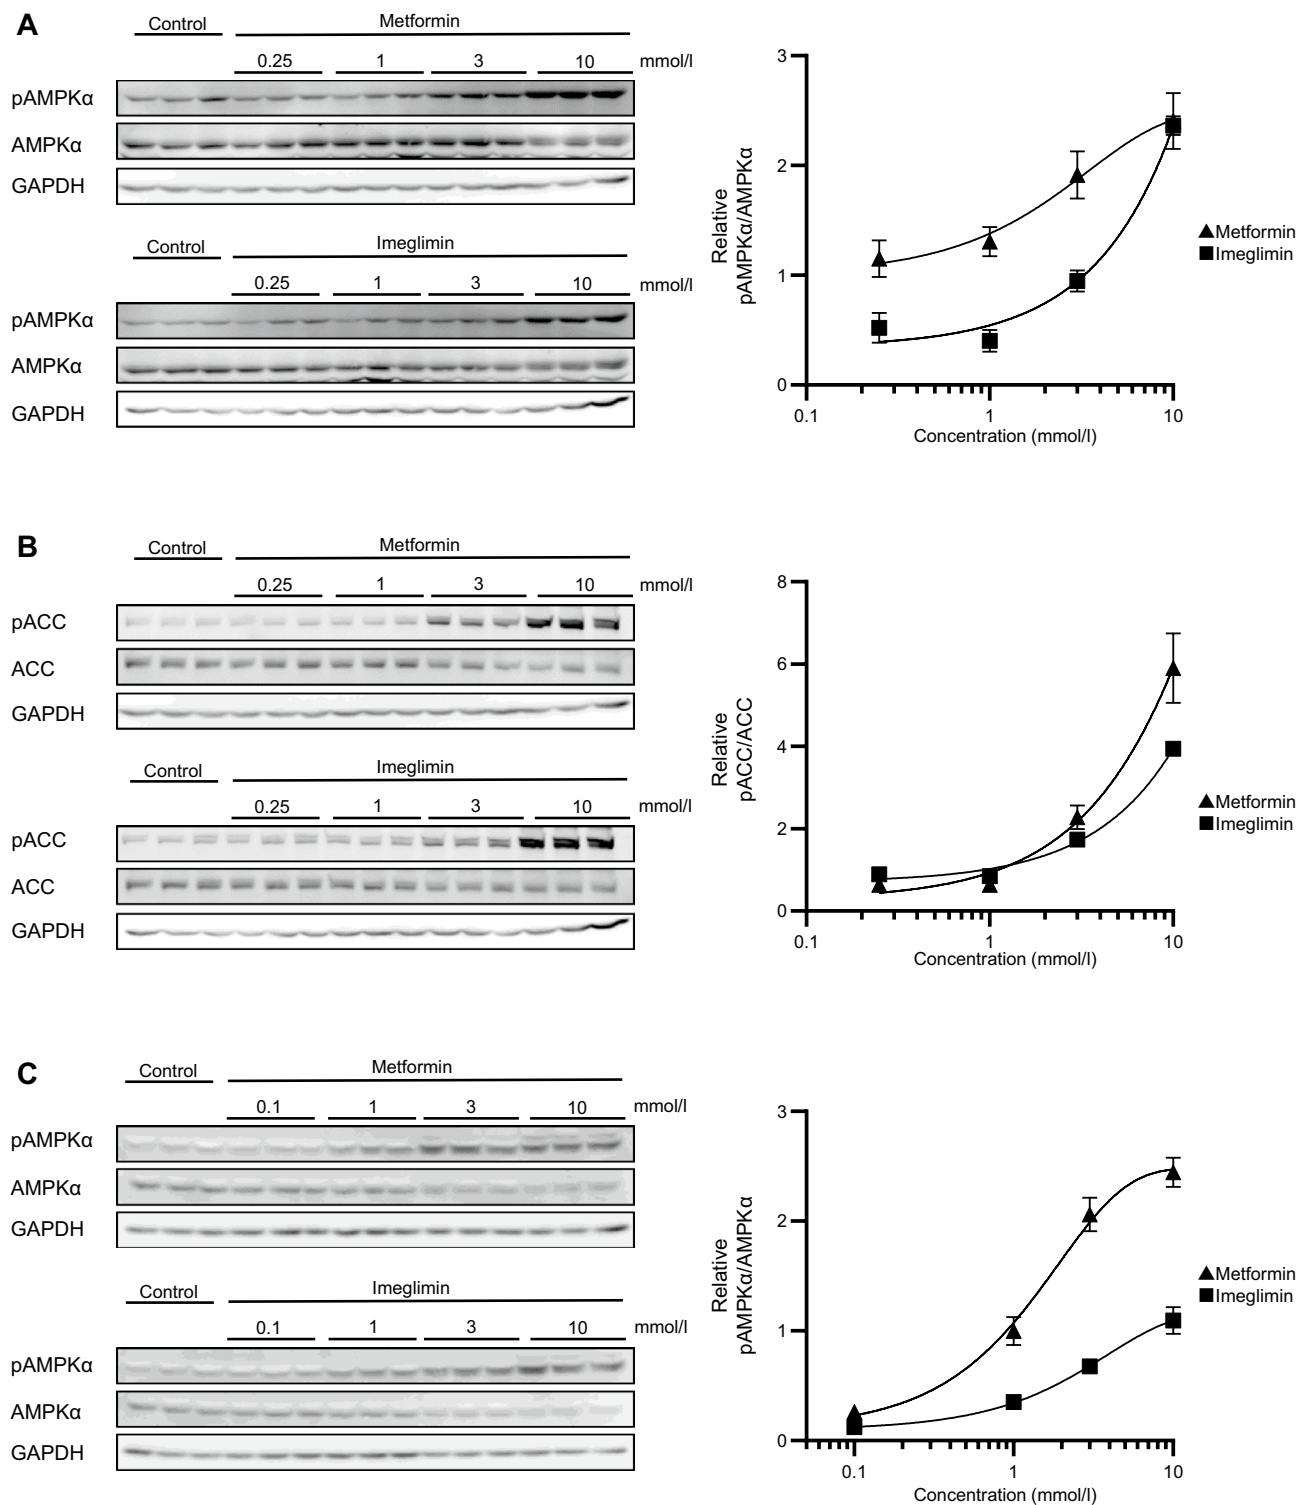 A
Control Metformin
0.25 1 3 10 mmol/l
pAMPKα
AMPKα
GAPDH
Control Imeglimin
0.25 1 3 10 mmol/l
pAMPKα
AMPKα
GAPDH
3
2
1
0
Relative
pAMPKα/AMPKα
0.1 1 10
Concentration (mmol/l)
Metformin
Imeglimin
B
Control Metformin
0.25 1 3 10 mmol/l
pACC
ACC
GAPDH
Control Imeglimin
0.25 1 3 10 mmol/l
pACC
ACC
GAPDH
8
6
4
2
0
Relative
pACC/ACC
0.1 1 10
Concentration (mmol/l)
Metformin
Imeglimin
C
Control Metformin
0.1 1 3 10 mmol/l
pAMPKα
AMPKα
GAPDH
Control Imeglimin
0.1 1 3 10 mmol/l
pAMPKα
AMPKα
GAPDH
3
2
1
0
Relative
pAMPKα/AMPKα
0.1 1 10
Concentration (mmol/l)
Metformin
Imeglimin